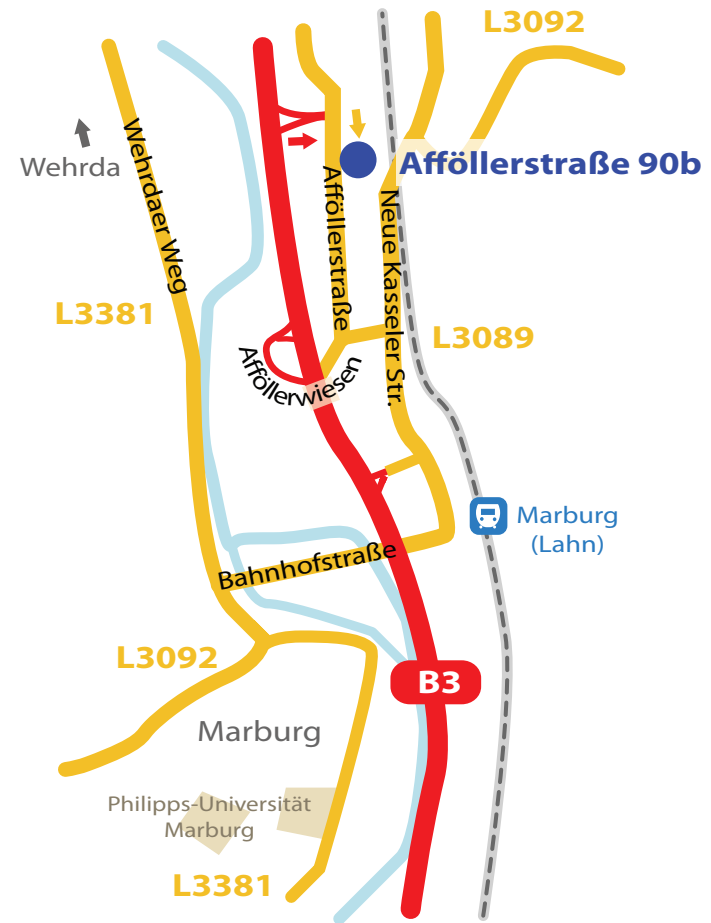 L3092
Wehrda
Wehrdaer Weg
Afföllerstraße 90b
Afföllerstraße
Neue Kasseler Str.
L3381
L3089
Afföllerwiesen
Marburg
(Lahn)
Bahnhofstraße
L3092
B3
Marburg
Philipps-Universität
Marburg
L3381